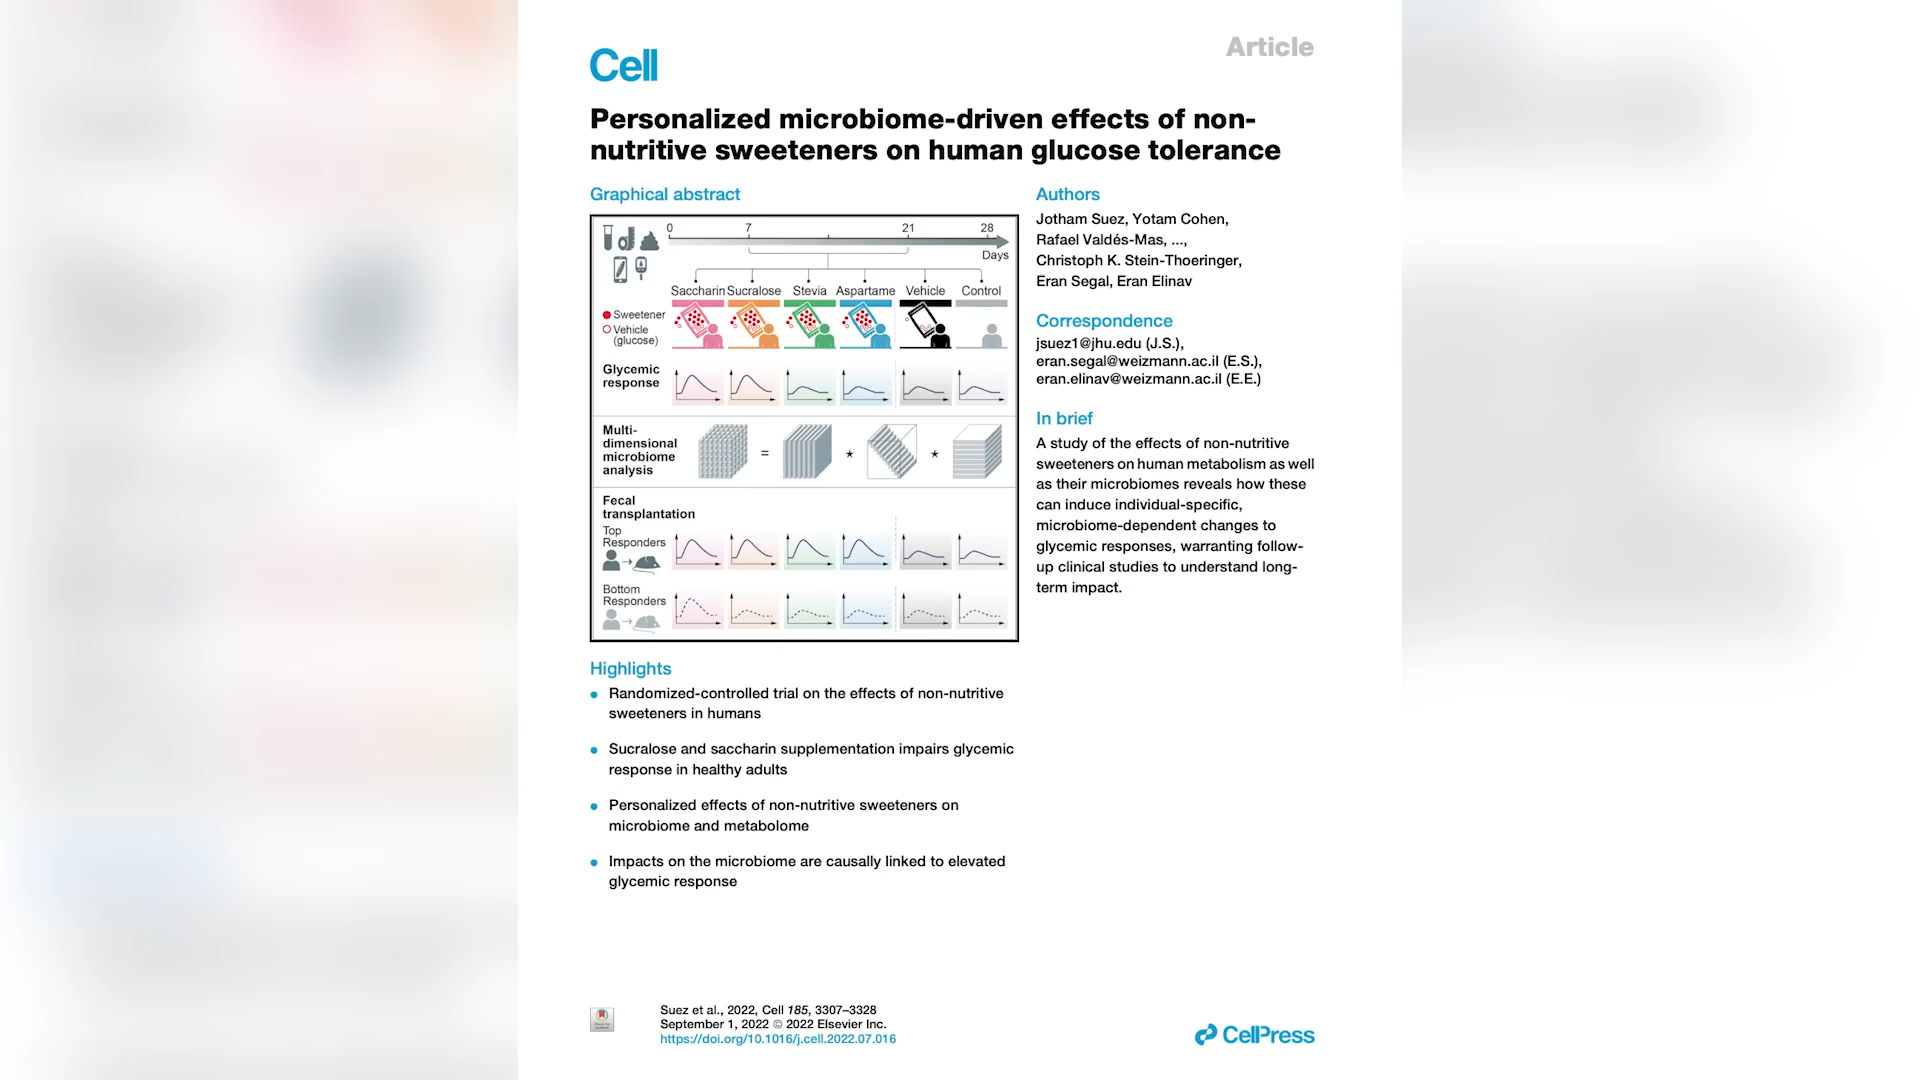 Article
Cell
Personalized microbiome-driven effects of non-
nutritive sweeteners on human glucose tolerance
Graphical abstract
0 7 21 28
Days
Saccharin Sucralose Stevia Aspartame Vehicle Control
Sweetener
Vehicle
(glucose)
Glycemic
response
Multi-
dimensional
microbiome
analysis
= ★ ★
Fecal
transplantation
Top
Responders
Bottom
Responders
Authors
Jotham Suez, Yotam Cohen,
Rafael Valdés-Mas, ...,
Christoph K. Stein-Thoeringer,
Eran Segal, Eran Elinav
Correspondence
jsuez1@jhu.edu (J.S.),
eran.segal@weizmann.ac.il (E.S.),
eran.elinav@weizmann.ac.il (E.E.)
In brief
A study of the effects of non-nutritive
sweeteners on human metabolism as well
as their microbiomes reveals how these
can induce individual-specific,
microbiome-dependent changes to
glycemic responses, warranting follow-
up clinical studies to understand long-
term impact.
Highlights
Randomized-controlled trial on the effects of non-nutritive
sweeteners in humans
Sucralose and saccharin supplementation impairs glycemic
response in healthy adults
Personalized effects of non-nutritive sweeteners on
microbiome and metabolome
Impacts on the microbiome are causally linked to elevated
glycemic response
Suez et al., 2022, Cell 185, 3307–3328
September 1, 2022 © 2022 Elsevier Inc.
https://doi.org/10.1016/j.cell.2022.07.016
CellPress